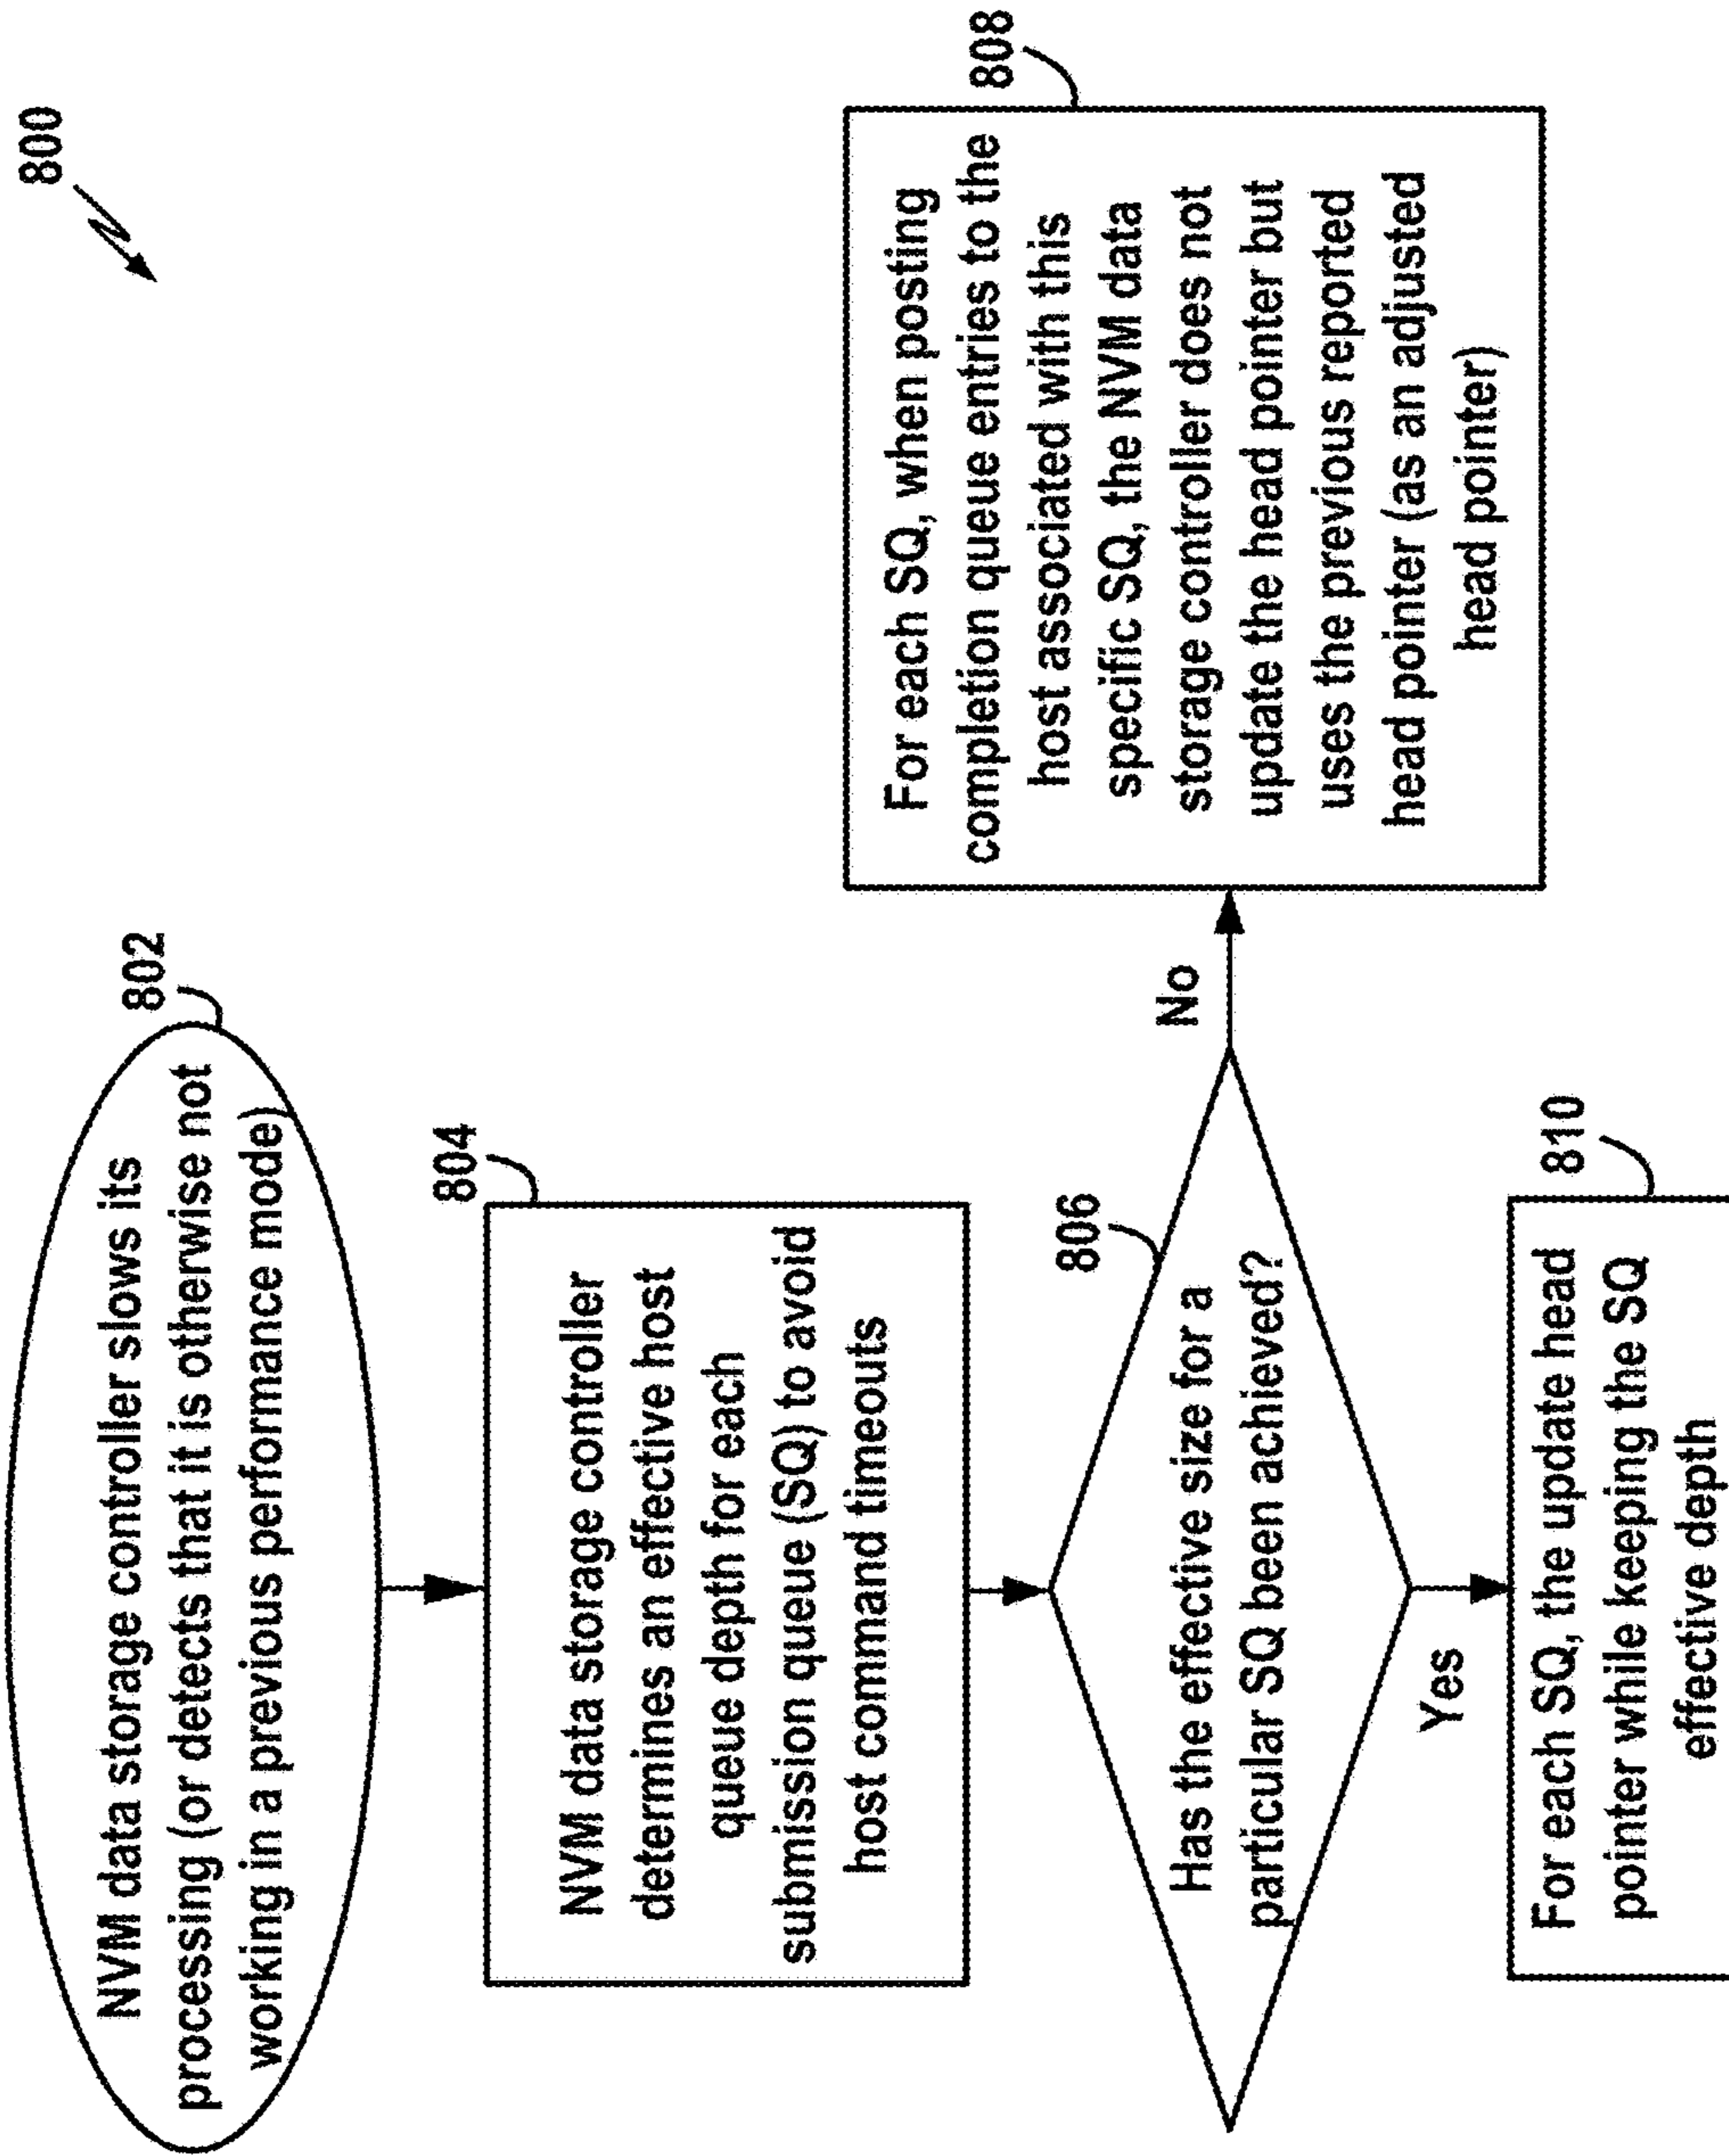 800
802
NVM data storage controller slows its
processing (or detects that it is otherwise not
working in a previous performance mode)
804
NVM data storage controller
determines an effective host
queue depth for each
submission queue (SQ) to avoid
host command timeouts
806
Has the effective size for a
particular SQ been achieved?
No
808
For each SQ, when posting
completion queue entries to the
host associated with this
specific SQ, the NVM data
storage controller does not
update the head pointer but
uses the previous reported
head pointer (as an adjusted
head pointer)
Yes
810
For each SQ, the update head
pointer while keeping the SQ
effective depth